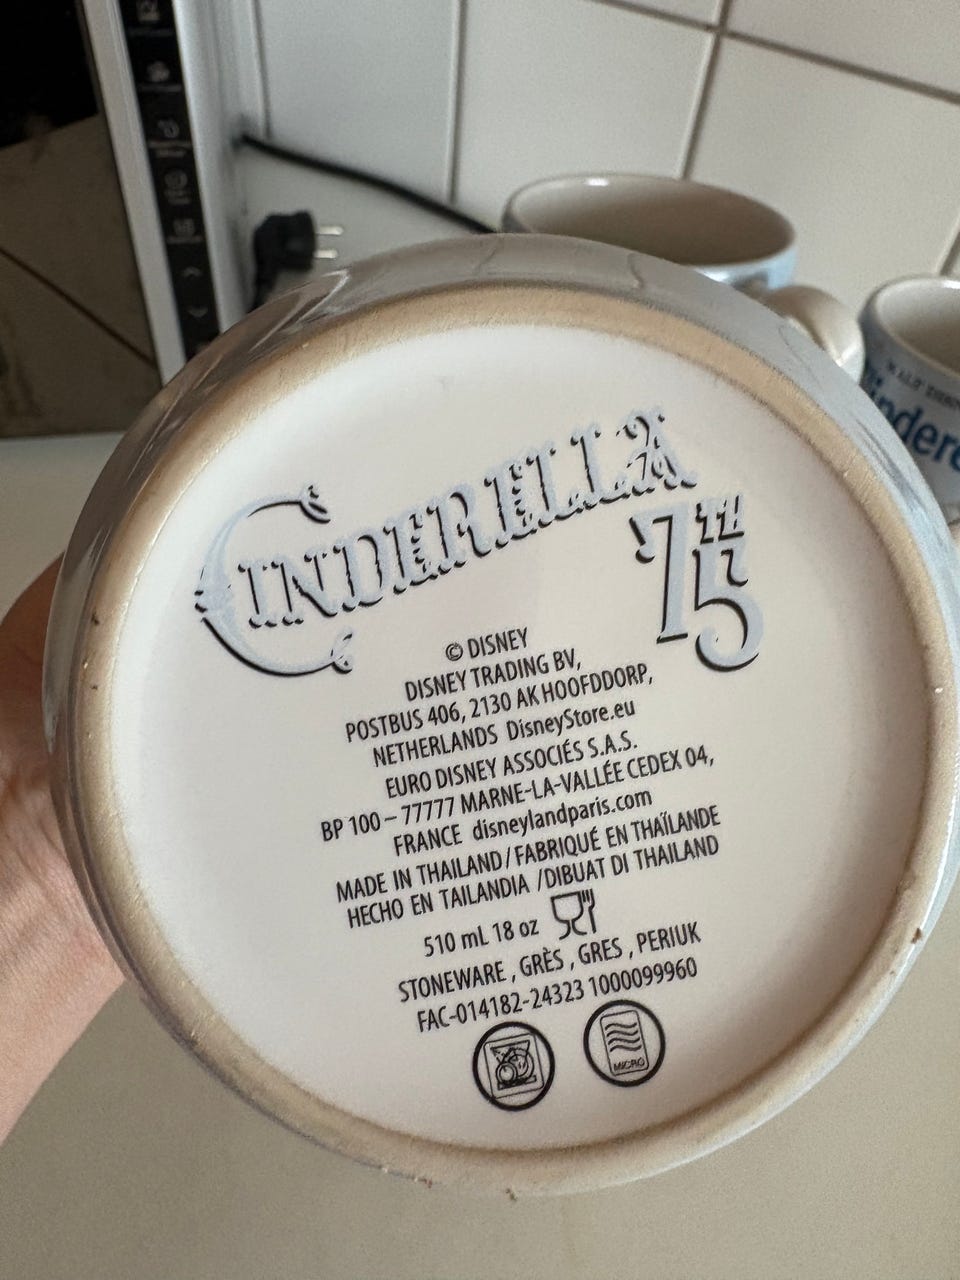 CINDERELLA
75TH
© DISNEY
DISNEY TRADING BV,
POSTBUS 406, 2130 AK HOOFDDORP,
NETHERLANDS DisneyStore.eu
EURO DISNEY ASSOCIÉS S.A.S.
BP 100 – 77777 MARNE-LA-VALLÉE CEDEX 04,
FRANCE disneylandparis.com
MADE IN THAILAND / FABRIQUÉ EN THAÏLANDE
HECHO EN TAILANDIA /DIBUAT DI THAILAND
510 mL 18 oz
STONEWARE , GRÈS , GRES , PERIUK
FAC-014182-24323 1000099960
MICRO
WALT